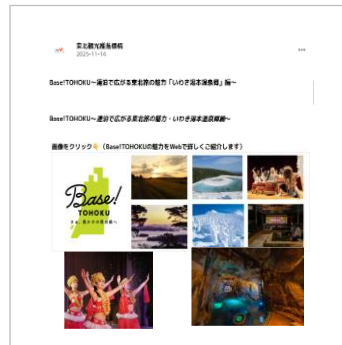 東北観光推進機構
2025-11-14
Base!TOHOKU～連泊で広がる東北旅の魅力「いわき湯本温泉郷」編～
Base!TOHOKU～連泊で広がる東北旅の魅力・いわき湯本温泉郷編～
画像をクリック👇（Base!TOHOKUの魅力をWebで詳しくご紹介します）
Base!
TOHOKU